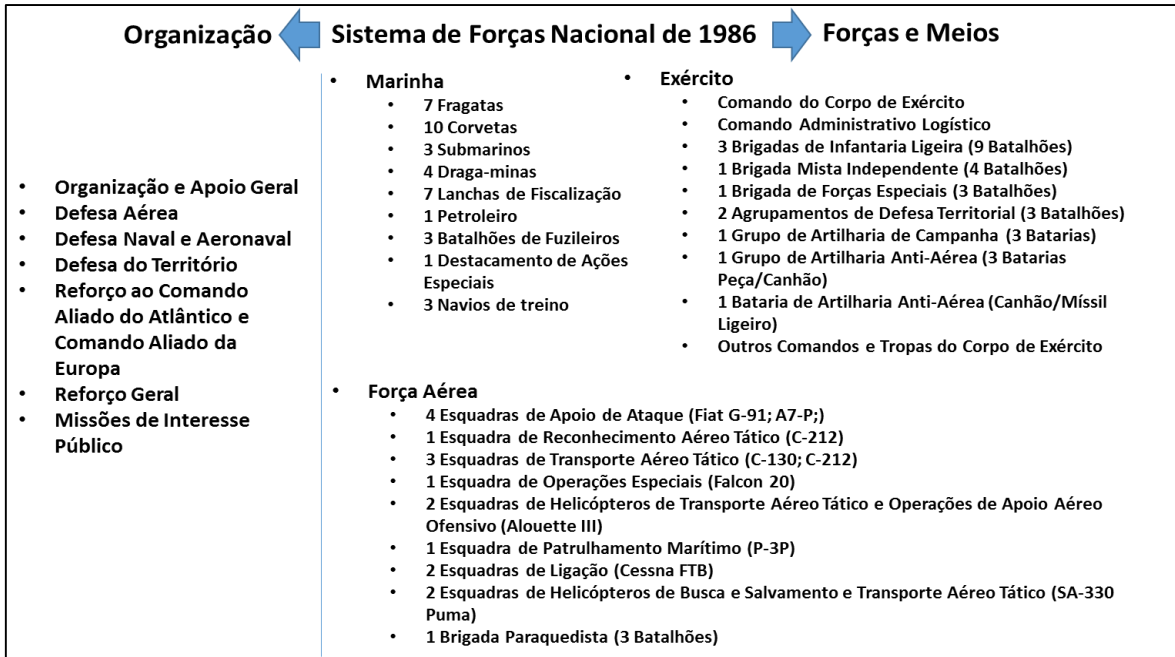 Organização Sistema de Forças Nacional de 1986 Forças e Meios
• Organização e Apoio Geral
• Defesa Aérea
• Defesa Naval e Aeronaval
• Defesa do Território
• Reforço ao Comando
Aliado do Atlântico e
Comando Aliado da
Europa
• Reforço Geral
• Missões de Interesse
Público
• Marinha
• 7 Fragatas
• 10 Corvetas
• 3 Submarinos
• 4 Draga-minas
• 7 Lanchas de Fiscalização
• 1 Petroleiro
• 3 Batalhões de Fuzileiros
• 1 Destacamento de Ações
Especiais
• 3 Navios de treino
• Exército
• Comando do Corpo de Exército
• Comando Administrativo Logístico
• 3 Brigadas de Infantaria Ligeira (9 Batalhões)
• 1 Brigada Mista Independente (4 Batalhões)
• 1 Brigada de Forças Especiais (3 Batalhões)
• 2 Agrupamentos de Defesa Territorial (3 Batalhões)
• 1 Grupo de Artilharia de Campanha (3 Batarias)
• 1 Grupo de Artilharia Anti-Aérea (3 Batarias
Peça/Canhão)
• 1 Bataria de Artilharia Anti-Aérea (Canhão/Míssil
Ligeiro)
• Outros Comandos e Tropas do Corpo de Exército
• Força Aérea
• 4 Esquadras de Apoio de Ataque (Fiat G-91; A7-P;)
• 1 Esquadra de Reconhecimento Aéreo Tático (C-212)
• 3 Esquadras de Transporte Aéreo Tático (C-130; C-212)
• 1 Esquadra de Operações Especiais (Falcon 20)
• 2 Esquadras de Helicópteros de Transporte Aéreo Tático e Operações de Apoio Aéreo
Ofensivo (Alouette III)
• 1 Esquadra de Patrulhamento Marítimo (P-3P)
• 2 Esquadras de Ligação (Cessna FTB)
• 2 Esquadras de Helicópteros de Busca e Salvamento e Transporte Aéreo Tático (SA-330
Puma)
• 1 Brigada Paraquedista (3 Batalhões)